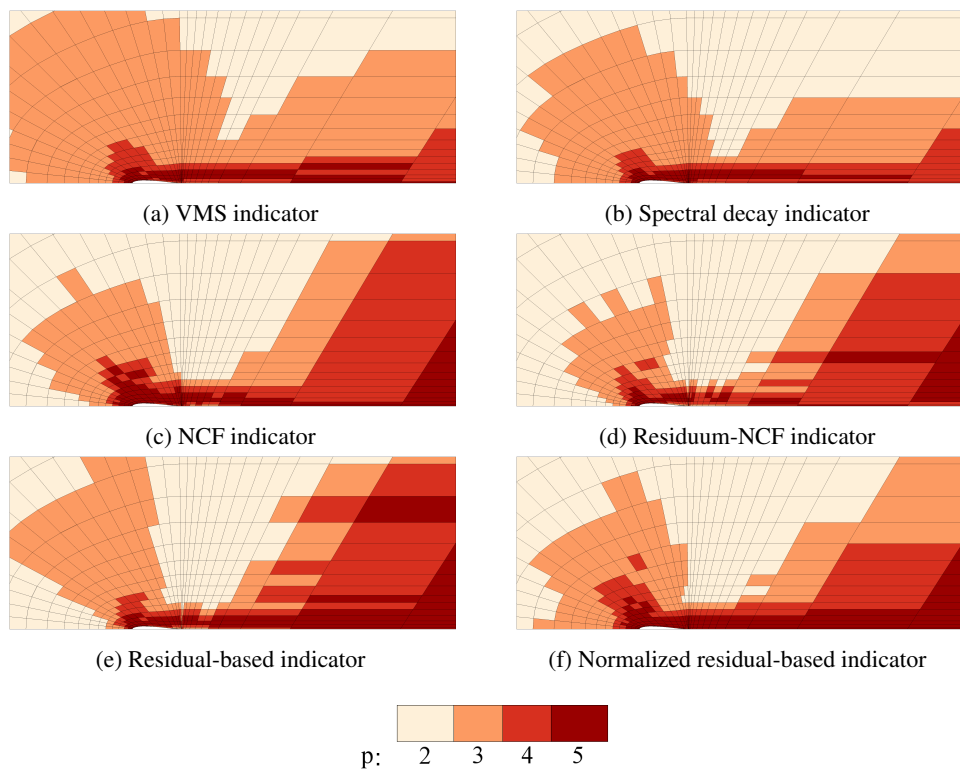 (a) VMS indicator
(b) Spectral decay indicator
(c) NCF indicator
(d) Residuum-NCF indicator
(e) Residual-based indicator
(f) Normalized residual-based indicator
p: 2 3 4 5